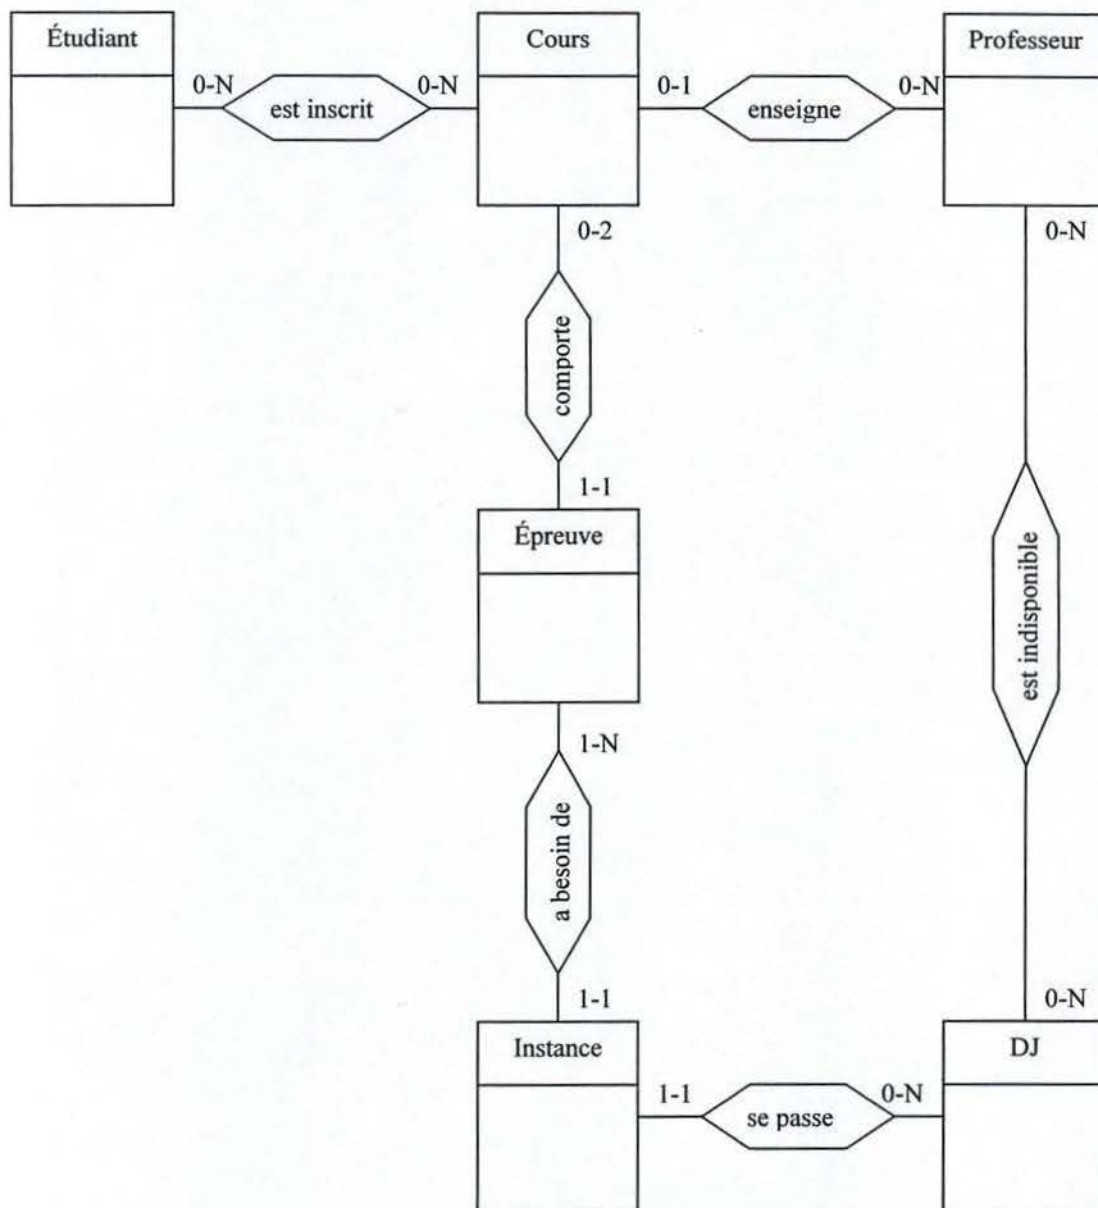 Étudiant
Cours
Professeur
0-N
est inscrit
0-N
0-1
enseigne
0-N
0-2
0-N
comporte
1-1
Épreuve
est indisponible
1-N
a besoin de
1-1
0-N
Instance
DJ
1-1
se passe
0-N